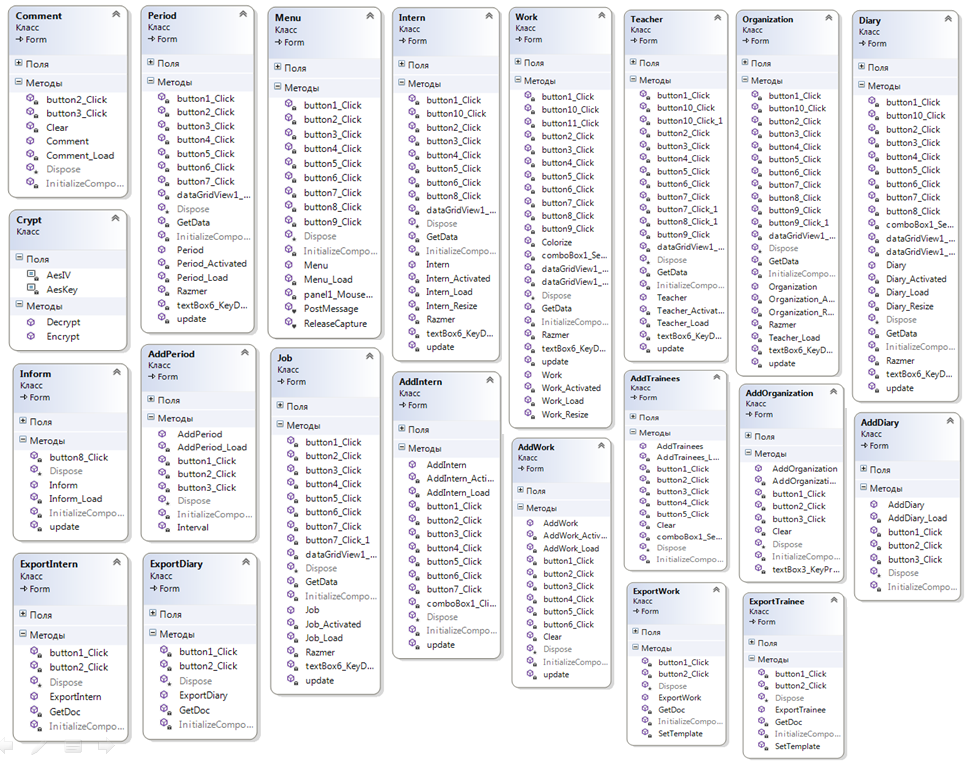 Comment
Класс
Form
Поля
Методы
button2_Click
button3_Click
Clear
Comment
Comment_Load
Dispose
InitializeCompo...
Crypt
Класс
Поля
AesIV
AesKey
Методы
Decrypt
Encrypt
Inform
Класс
Form
Поля
Методы
button8_Click
Dispose
Inform
Inform_Load
InitializeCompo...
update
ExportIntern
Класс
Form
Поля
Методы
button1_Click
button2_Click
Dispose
ExportIntern
GetDoc
InitializeCompo...
Period
Класс
Form
Поля
Методы
button1_Click
button2_Click
button3_Click
button4_Click
button5_Click
button6_Click
button7_Click
dataGridView1_...
Dispose
GetData
InitializeCompo...
Period
Period_Activated
Period_Load
Razmer
textBox6_KeyD...
update
AddPeriod
Класс
Form
Поля
Методы
AddPeriod
AddPeriod_Load
button1_Click
button2_Click
button3_Click
Dispose
InitializeCompo...
Interval
ExportDiary
Класс
Form
Поля
Методы
button1_Click
button2_Click
Dispose
ExportDiary
GetDoc
InitializeCompo...
Menu
Класс
Form
Поля
Методы
button1_Click
button2_Click
button3_Click
button4_Click
button5_Click
button6_Click
button7_Click
button8_Click
button9_Click
Dispose
InitializeCompo...
Menu
Menu_Load
panel1_Mouse...
PostMessage
ReleaseCapture
Job
Класс
Form
Поля
Методы
button1_Click
button2_Click
button3_Click
button4_Click
button5_Click
button6_Click
button7_Click
button7_Click_1
dataGridView1_...
Dispose
GetData
InitializeCompo...
Job
Job_Activated
Job_Load
Razmer
textBox6_KeyD...
update
Intern
Класс
Form
Поля
Методы
button1_Click
button10_Click
button2_Click
button3_Click
button4_Click
button5_Click
button6_Click
button8_Click
dataGridView1_...
Dispose
GetData
InitializeCompo...
Intern
Intern_Activated
Intern_Load
Intern_Resize
Razmer
textBox6_KeyD...
update
AddIntern
Класс
Form
Поля
Методы
AddIntern
AddIntern_Acti...
AddIntern_Load
button1_Click
button2_Click
button3_Click
button4_Click
button5_Click
button6_Click
button7_Click
comboBox1_Cli...
Dispose
InitializeCompo...
update
Work
Класс
Form
Поля
Методы
button1_Click
button10_Click
button11_Click
button2_Click
button3_Click
button4_Click
button5_Click
button6_Click
button7_Click
button8_Click
button9_Click
Colorize
comboBox1_Se...
dataGridView1_...
dataGridView1_...
Dispose
GetData
InitializeCompo...
Razmer
textBox6_KeyD...
update
Work
Work_Activated
Work_Load
Work_Resize
AddWork
Класс
Form
Поля
Методы
AddWork
AddWork_Activ...
AddWork_Load
button1_Click
button2_Click
button3_Click
button4_Click
button5_Click
button6_Click
Clear
Dispose
InitializeCompo...
update
Teacher
Класс
Form
Поля
Методы
button1_Click
button10_Click
button10_Click_1
button2_Click
button3_Click
button4_Click
button5_Click
button6_Click
button7_Click
button7_Click_1
button8_Click_1
button9_Click
dataGridView1_...
Dispose
GetData
InitializeCompo...
Teacher
Teacher_Activat...
Teacher_Load
textBox6_KeyD...
update
AddTrainees
Класс
Form
Поля
Методы
AddTrainees
AddTrainees_L...
button1_Click
button2_Click
button3_Click
button4_Click
button5_Click
Clear
comboBox1_Se...
Dispose
InitializeCompo...
ExportWork
Класс
Form
Поля
Методы
button1_Click
button2_Click
Dispose
ExportWork
GetDoc
InitializeCompo...
SetTemplate
Organization
Класс
Form
Поля
Методы
button1_Click
button10_Click
button2_Click
button3_Click
button4_Click
button5_Click
button6_Click
button7_Click
button8_Click
button9_Click
button9_Click_1
dataGridView1_...
Dispose
GetData
InitializeCompo...
Organization
Organization_A...
Organization_R...
Razmer
Teacher_Load
textBox6_KeyD...
update
AddOrganization
Класс
Form
Поля
Методы
AddOrganization
AddOrganizati...
button1_Click
button2_Click
button3_Click
Clear
Dispose
InitializeCompo...
textBox3_KeyPr...
ExportTrainee
Класс
Form
Поля
Методы
button1_Click
button2_Click
Dispose
ExportTrainee
GetDoc
InitializeCompo...
SetTemplate
Diary
Класс
Form
Поля
Методы
button1_Click
button10_Click
button2_Click
button3_Click
button4_Click
button5_Click
button6_Click
button7_Click
button8_Click
comboBox1_Se...
dataGridView1_...
dataGridView1_...
Diary
Diary_Activated
Diary_Load
Diary_Resize
Dispose
GetData
InitializeCompo...
Razmer
textBox6_KeyD...
update
AddDiary
Класс
Form
Поля
Методы
AddDiary
AddDiary_Load
button1_Click
button2_Click
button3_Click
Dispose
InitializeCompo...